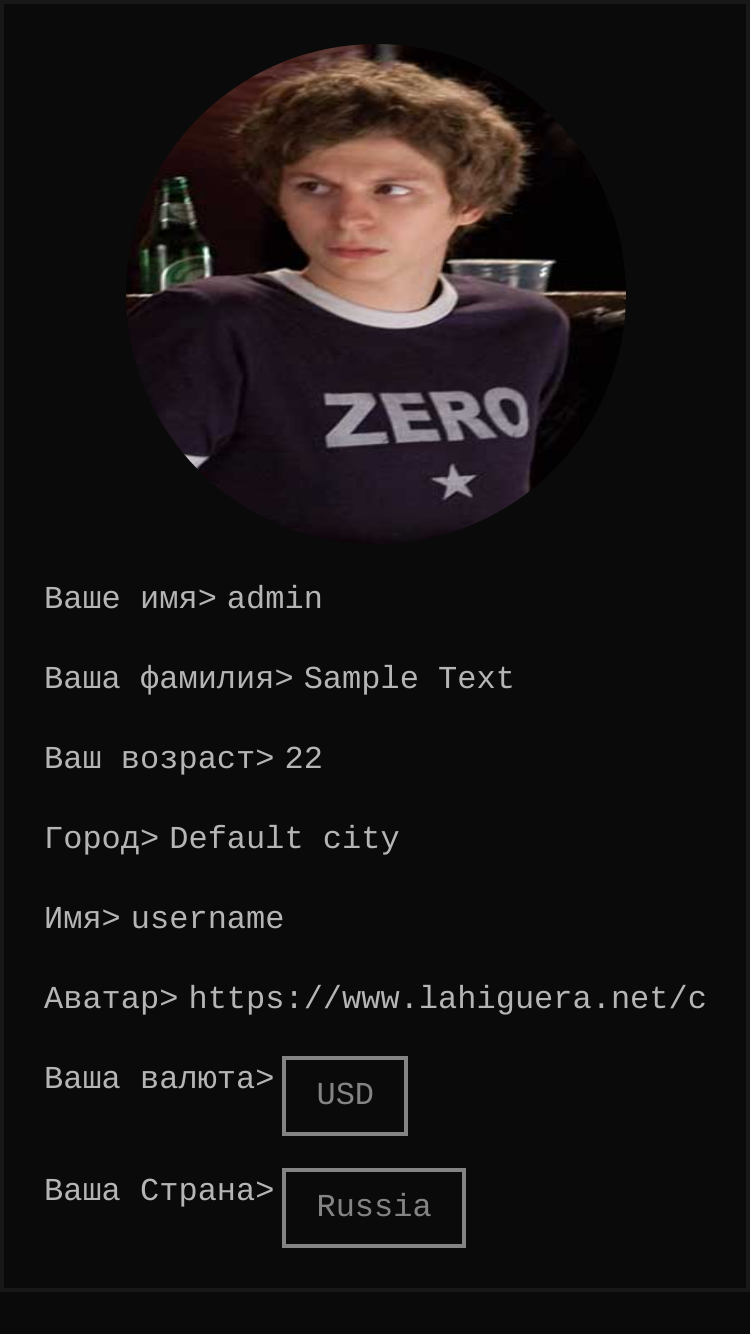 ZERO
Ваше имя> admin
Ваша фамилия> Sample Text
Ваш возраст> 22
Город> Default city
Имя> username
Аватар> https://www.lahiguera.net/c
Ваша валюта> USD
Ваша Страна> Russia